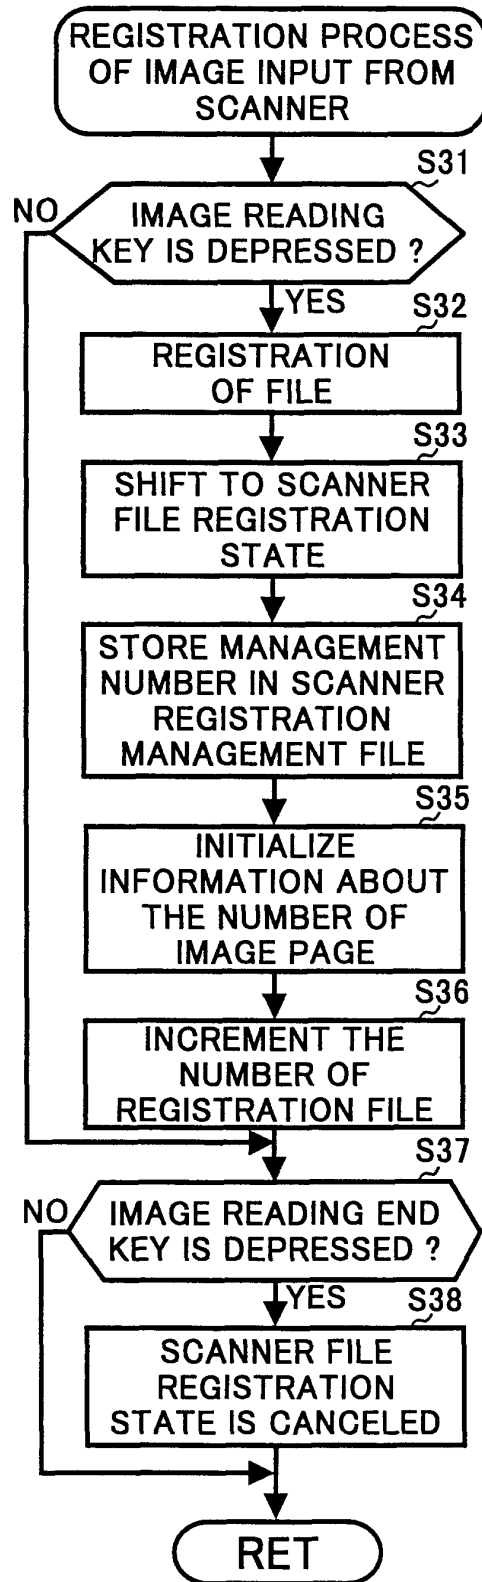 REGISTRATION PROCESS
OF IMAGE INPUT FROM
SCANNER
S31
NO
IMAGE READING
KEY IS DEPRESSED ?
YES
S32
REGISTRATION
OF FILE
S33
SHIFT TO SCANNER
FILE REGISTRATION
STATE
S34
STORE MANAGEMENT
NUMBER IN SCANNER
REGISTRATION
MANAGEMENT FILE
S35
INITIALIZE
INFORMATION ABOUT
THE NUMBER OF
IMAGE PAGE
S36
INCREMENT THE
NUMBER OF
REGISTRATION FILE
S37
NO
IMAGE READING END
KEY IS DEPRESSED ?
YES
S38
SCANNER FILE
REGISTRATION
STATE IS CANCELED
RET